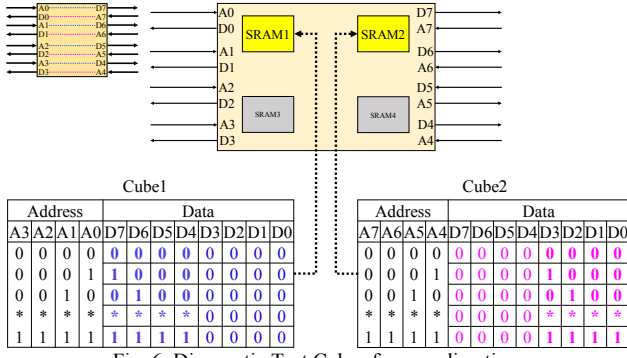 A0 D7
D0 A7
A1 D6
D1 A6
A2 D5
D2 A5
A3 D4
D3 A4
A0 SRAM1 SRAM2 D7
D0 A7
A1 D6
D1 A6
A2 D5
D2 SRAM3 SRAM4 A5
A3 D4
D3 A4
Cube1
Address Data
A3 A2 A1 A0 D7 D6 D5 D4 D3 D2 D1 D0
0 0 0 0 0 0 0 0 0 0 0 0
0 0 0 1 1 0 0 0 0 0 0 0
0 0 1 0 0 1 0 0 0 0 0 0
* * * * * * * * 0 0 0 0
1 1 1 1 1 1 1 1 0 0 0 0
Cube2
Address Data
A7 A6 A5 A4 D7 D6 D5 D4 D3 D2 D1 D0
0 0 0 0 0 0 0 0 0 0 0 0
0 0 0 1 0 0 0 0 1 0 0 0
0 0 1 0 0 0 0 0 0 1 0 0
* * * * 0 0 0 0 * * * *
1 1 1 1 0 0 0 0 1 1 1 1
Fig. 6. Diagnostic Test Cubes for one direction